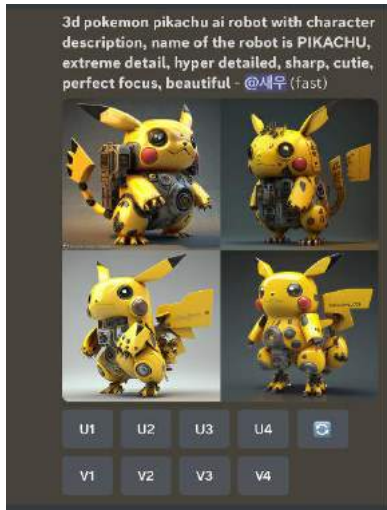 3d pokemon pikachu ai robot with character
description, name of the robot is PIKACHU,
extreme detail, hyper detailed, sharp, cutie,
perfect focus, beautiful - @새우 (fast)
U1 U2 U3 U4
V1 V2 V3 V4